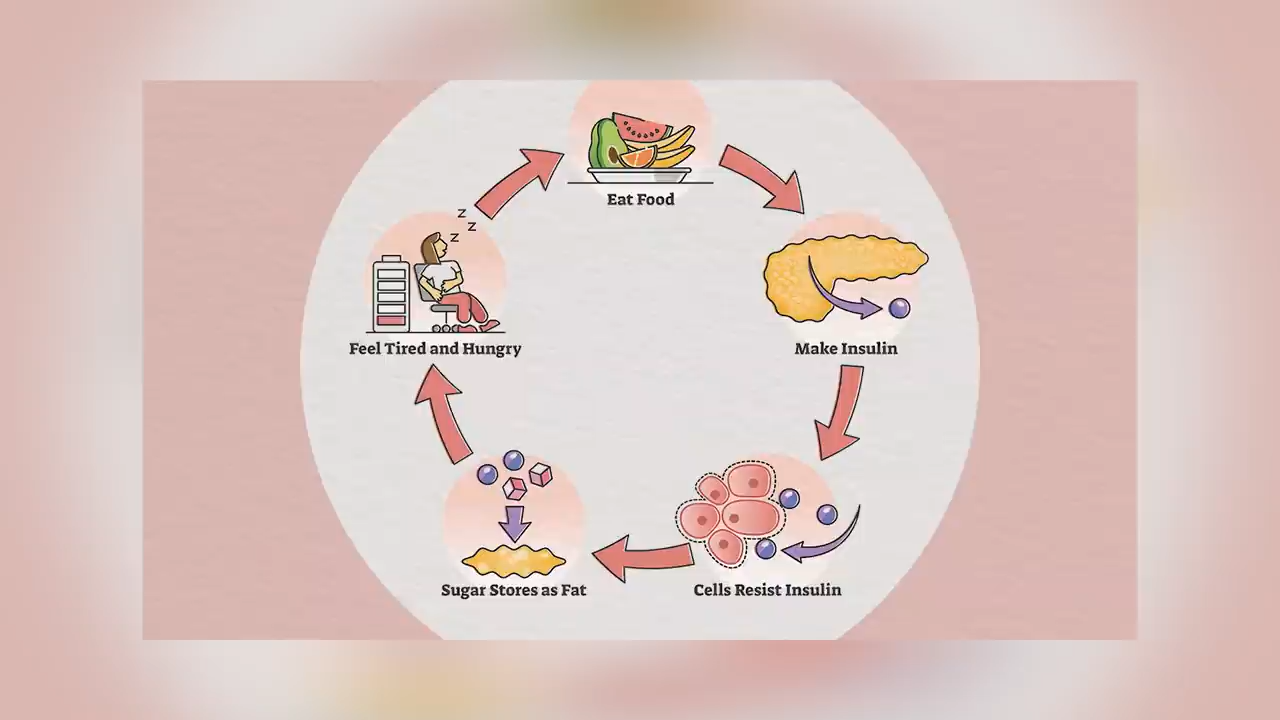 Eat Food
Make Insulin
Cells Resist Insulin
Sugar Stores as Fat
Feel Tired and Hungry
z
z
z